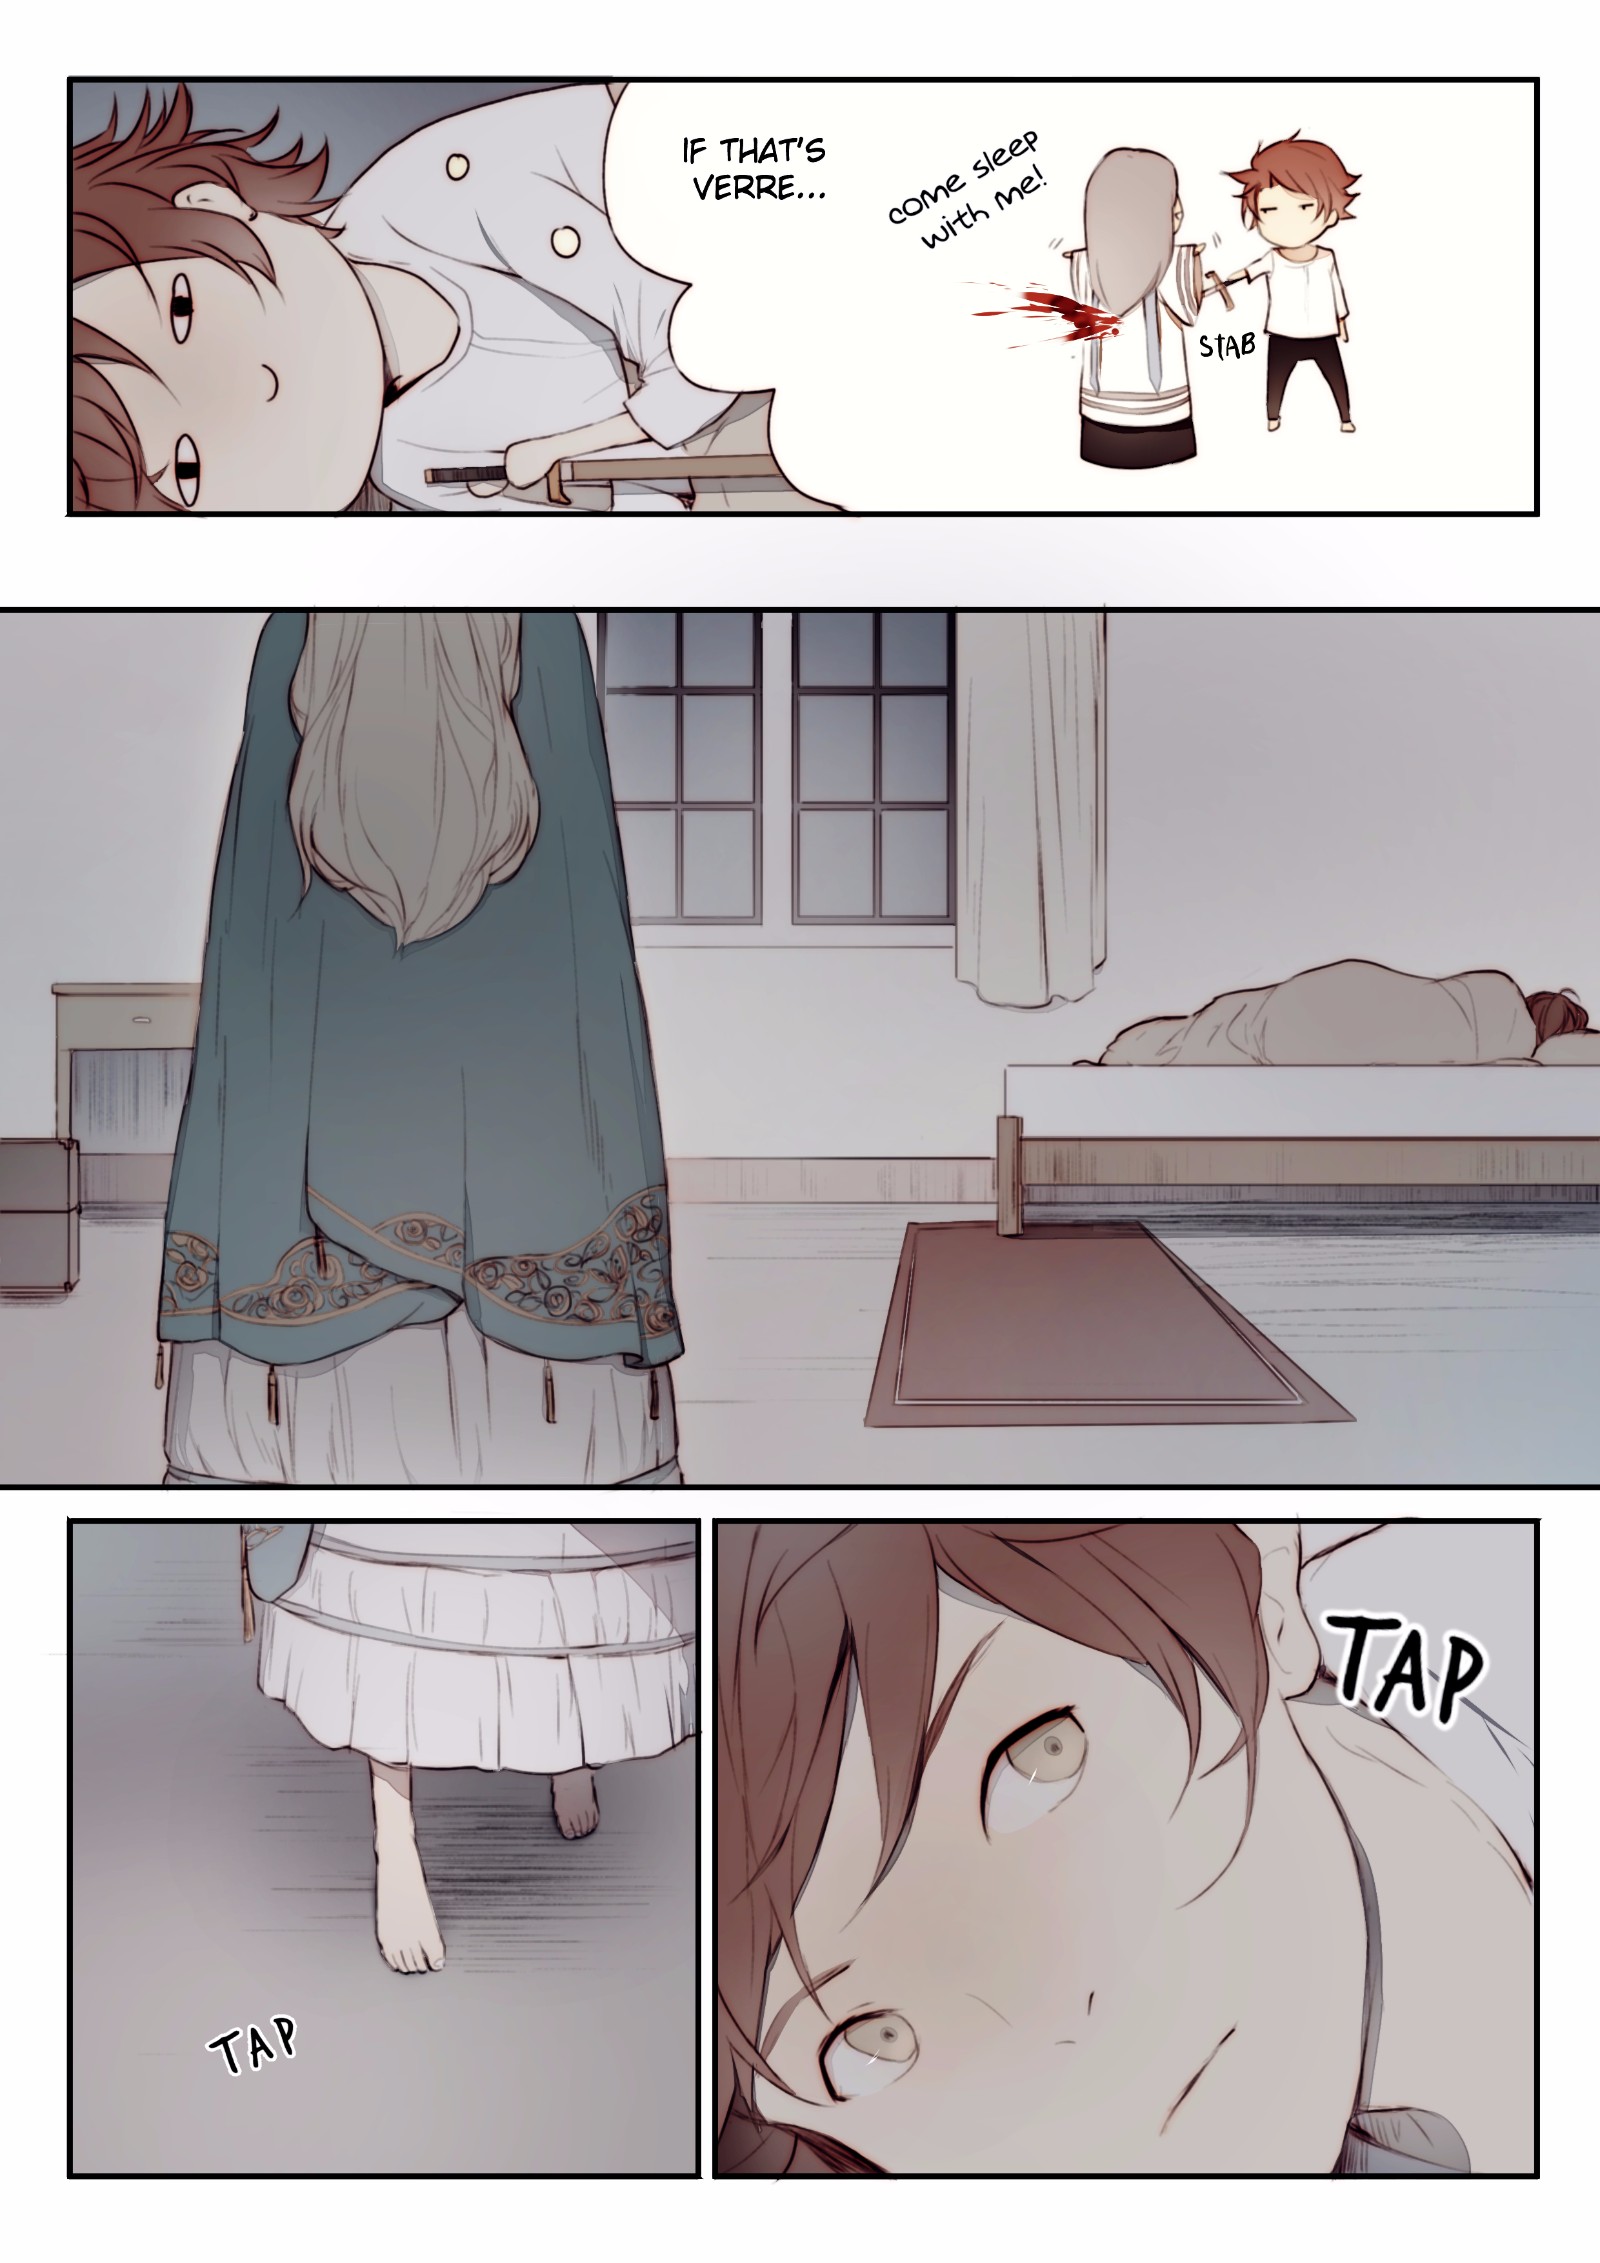 IF THAT'S
VERRE...
come sleep
with me!
STAB
TAP
TAP